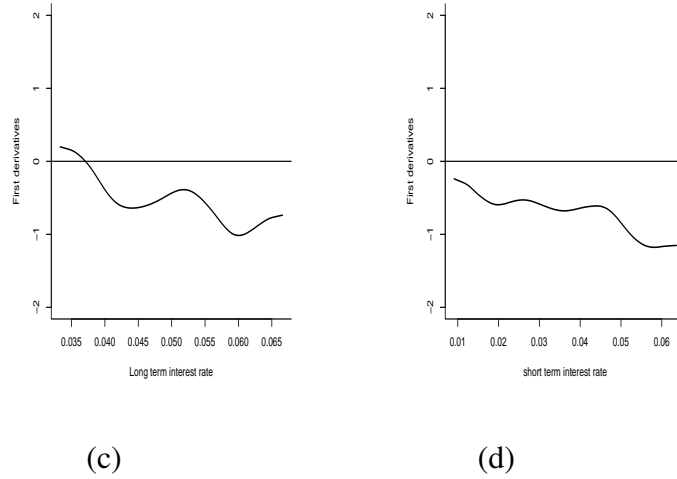 2
1
0
-1
-2
First derivatives
0.035 0.040 0.045 0.050 0.055 0.060 0.065
Long term interest rate
(c)
2
1
0
-1
-2
First derivatives
0.01 0.02 0.03 0.04 0.05 0.06
short term interest rate
(d)